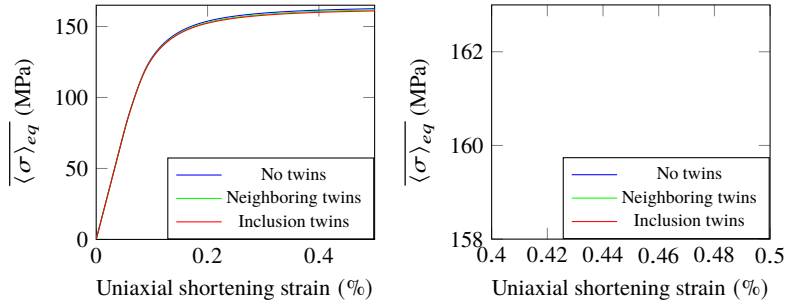 150
100
50
0
0
0.2
0.4
⟨σ⟩eq (MPa)
Uniaxial shortening strain (%)
No twins
Neighboring twins
Inclusion twins
162
160
158
0.4
0.42
0.44
0.46
0.48
0.5
⟨σ⟩eq (MPa)
Uniaxial shortening strain (%)
No twins
Neighboring twins
Inclusion twins